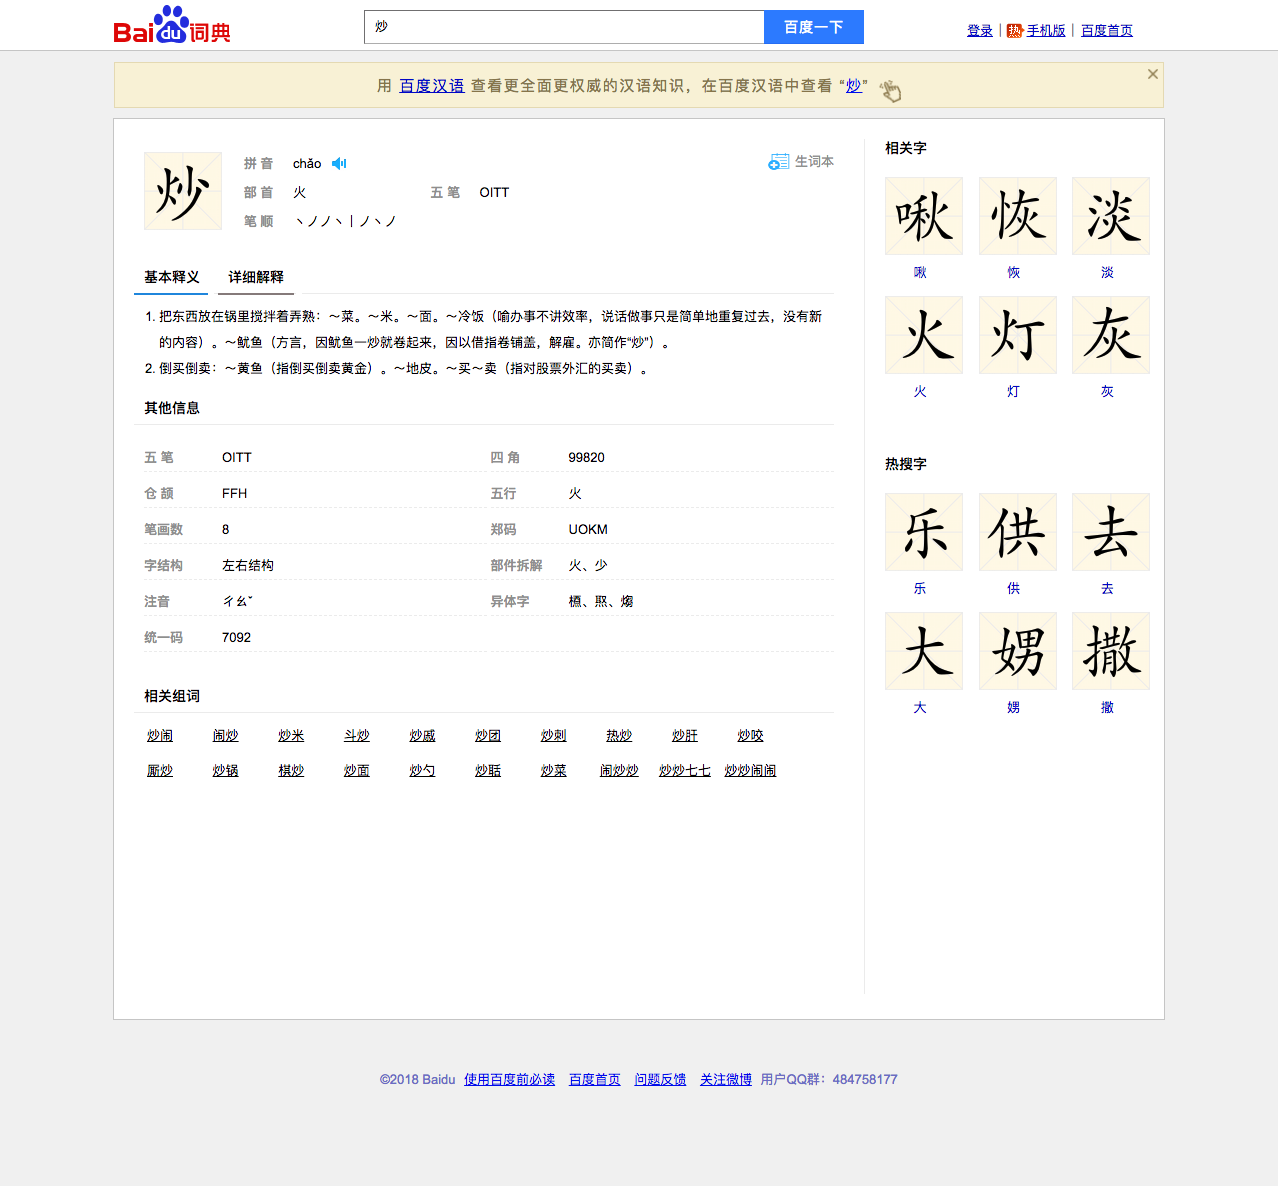 Bai du 词典
炒
百度一下
登录 | 热 手机版 | 百度首页
用 百度汉语 查看更全面更权威的汉语知识，在百度汉语中查看 “炒”
炒
拼 音 chǎo
生词本
部 首 火 五 笔 OITT
笔 顺 丶ノノ丶丨ノ丶ノ
基本释义 详细解释
1. 把东西放在锅里搅拌着弄熟：～菜。～米。～面。～冷饭（喻办事不讲效率，说话做事只是简单地重复过去，没有新
的内容）。～鱿鱼（方言，因鱿鱼一炒就卷起来，因以借指卷铺盖，解雇。亦简作“炒”）。
2. 倒买倒卖：～黄鱼（指倒买倒卖黄金）。～地皮。～买～卖（指对股票外汇的买卖）。
其他信息
五 笔 OITT 四 角 99820
仓 颉 FFH 五行 火
笔画数 8 郑码 UOKM
字结构 左右结构 部件拆解 火、少
注音 ㄔㄠˇ 异体字
统一码 7092
相关组词
炒闹 闹炒 炒米 斗炒 炒戚 炒团 炒刺 热炒 炒肝 炒咬
厮炒 炒锅 棋炒 炒面 炒勺 炒聒 炒菜 闹炒炒 炒炒七七 炒炒闹闹
相关字
啾 恢 淡
啾 恢 淡
火 灯 灰
火 灯 灰
热搜字
乐 供 去
乐 供 去
大 娚 撒
大 娚 撒
©2018 Baidu 使用百度前必读 百度首页 问题反馈 关注微博 用户QQ群：484758177